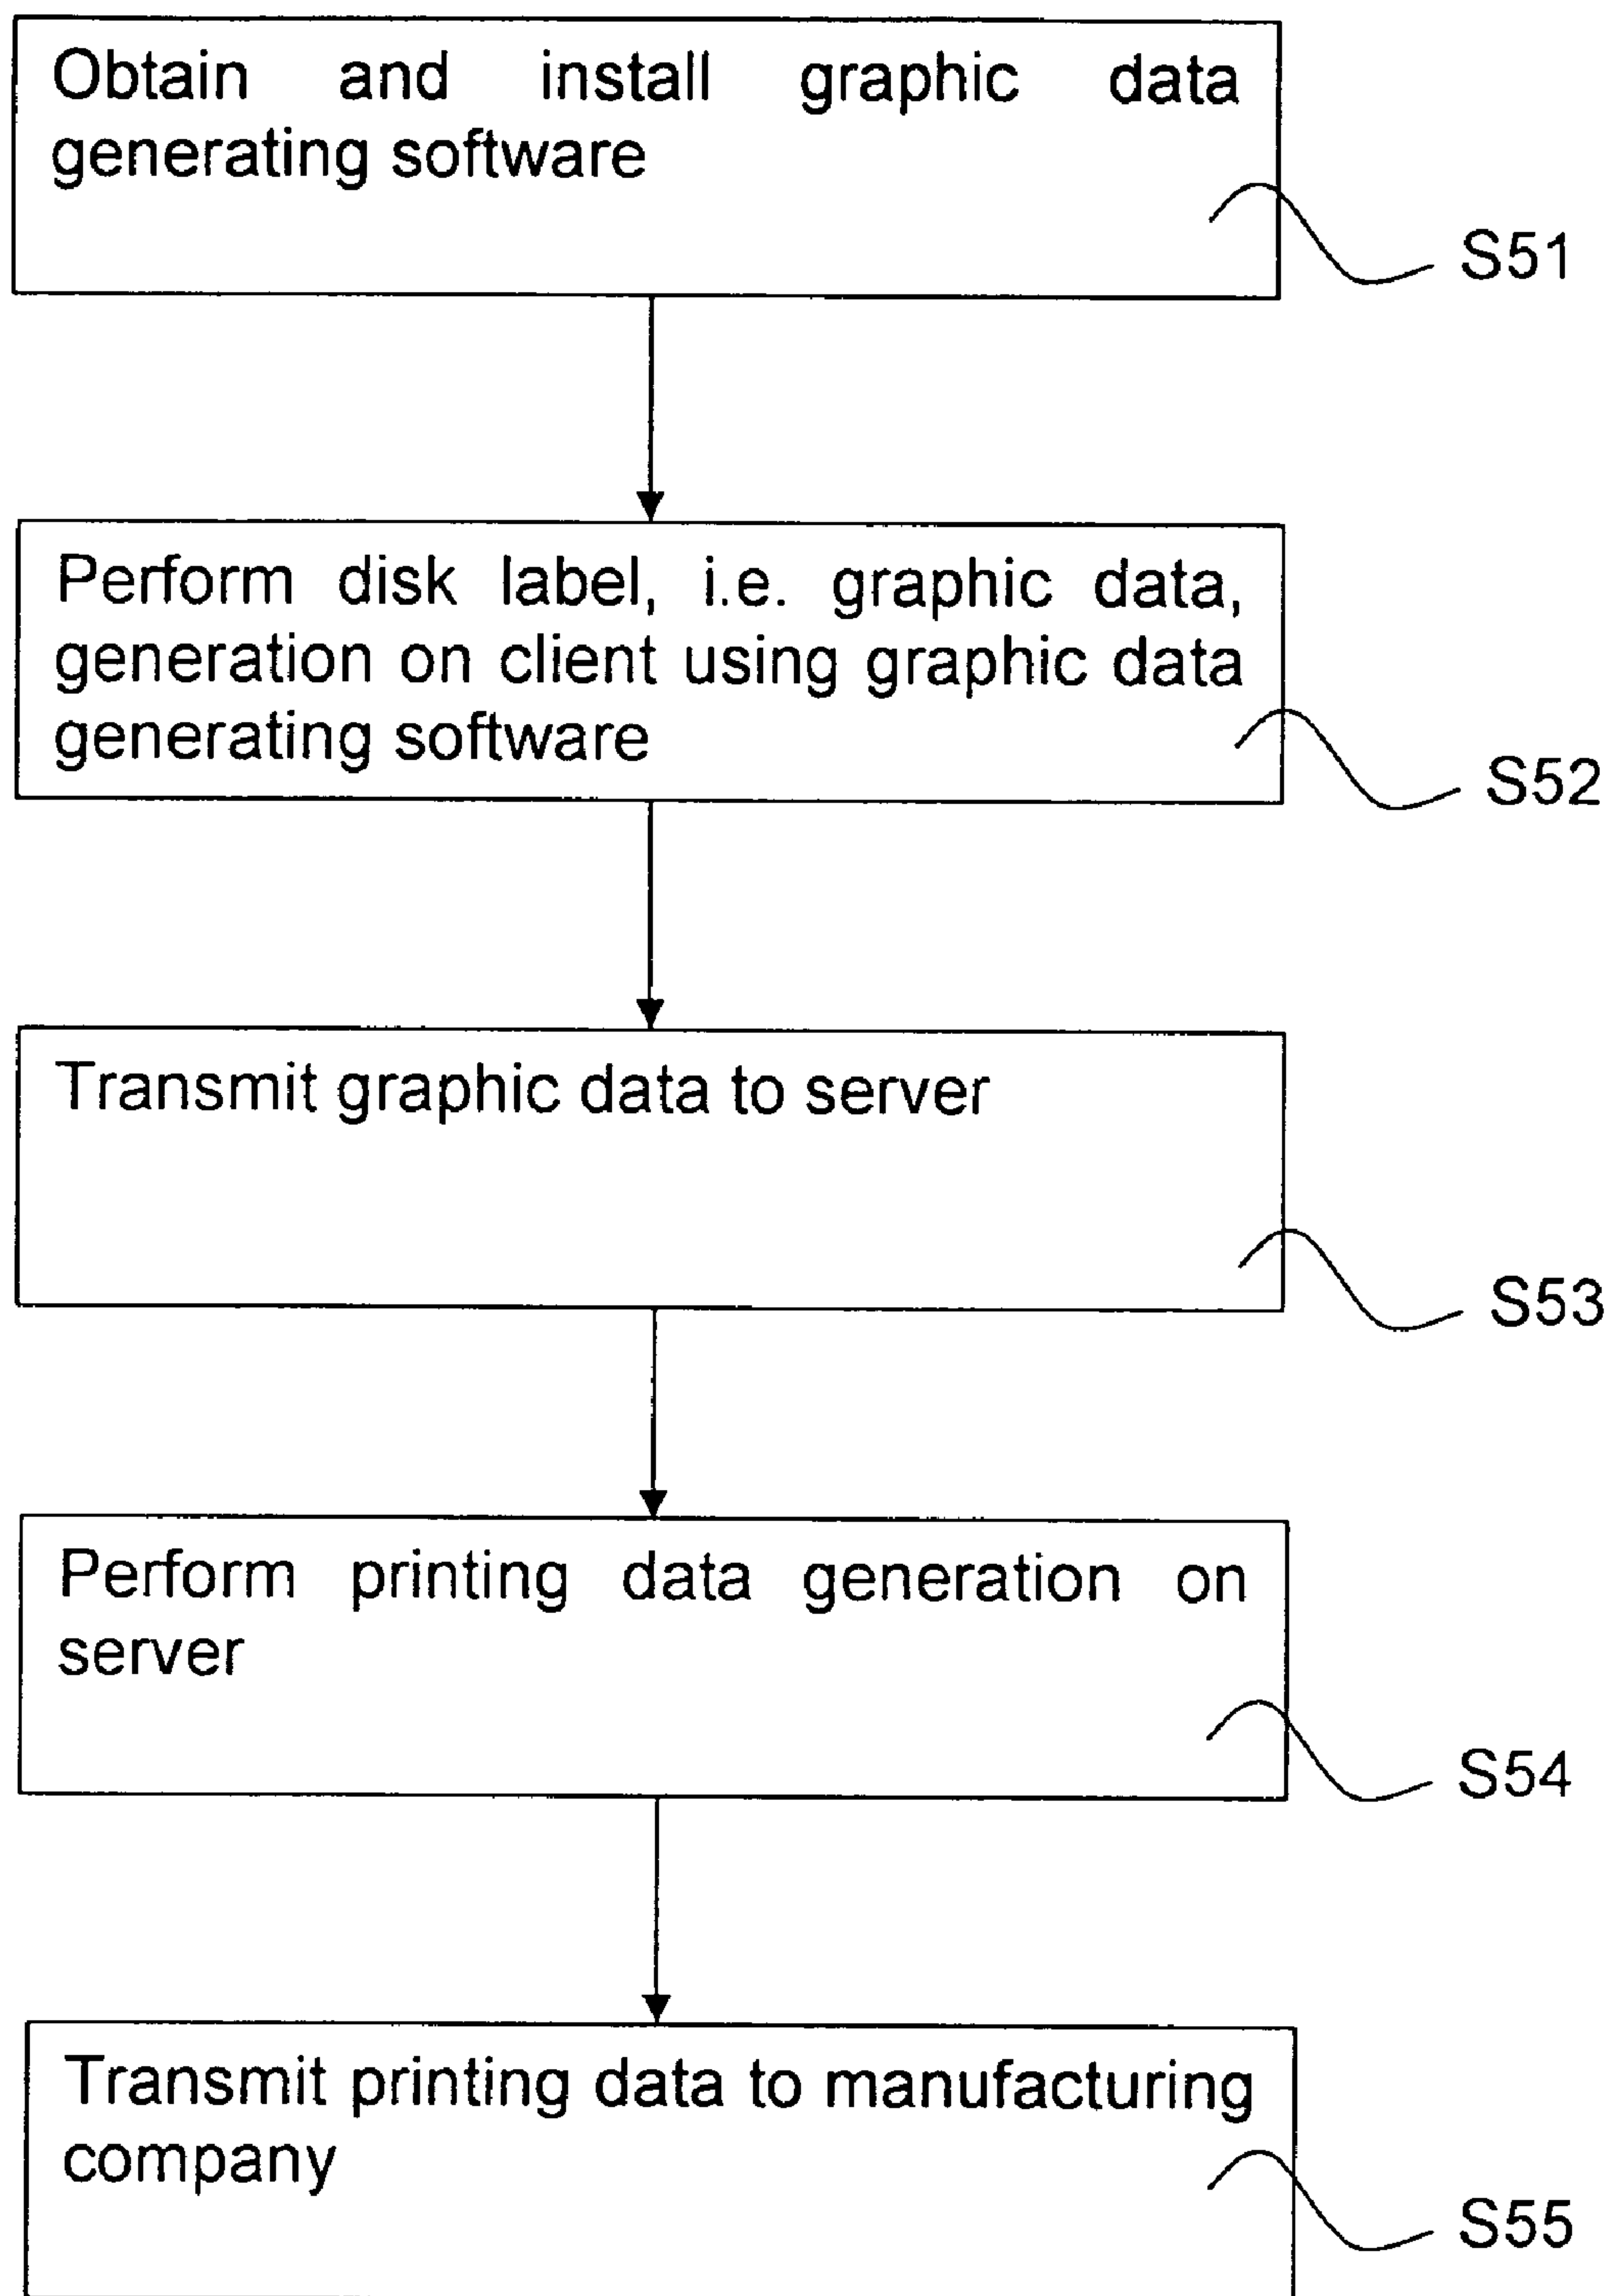 Obtain and install graphic data
generating software
S51
Perform disk label, i.e. graphic data,
generation on client using graphic data
generating software
S52
Transmit graphic data to server
S53
Perform printing data generation on
server
S54
Transmit printing data to manufacturing
company
S55